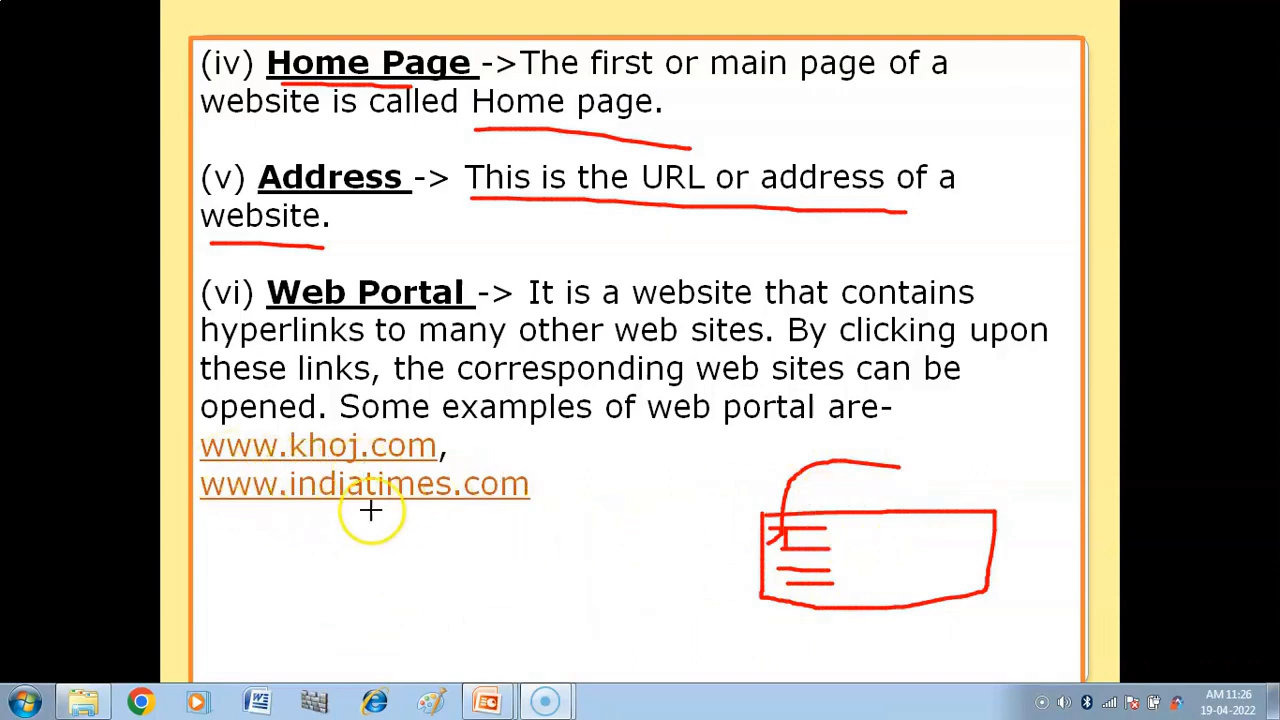 (iv) Home Page ->The first or main page of a
website is called Home page.
(v) Address -> This is the URL or address of a
website.
(vi) Web Portal -> It is a website that contains
hyperlinks to many other web sites. By clicking upon
these links, the corresponding web sites can be
opened. Some examples of web portal are-
www.khoj.com,
www.indiatimes.com
AM 11:26
19-04-2022